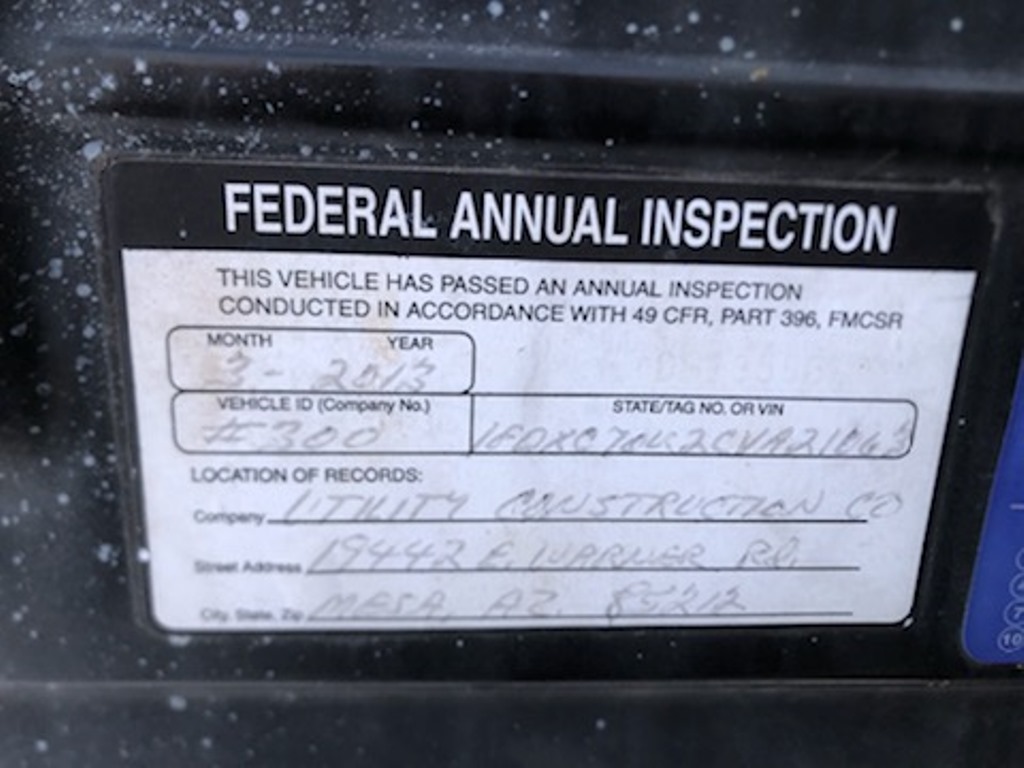 FEDERAL ANNUAL INSPECTION
THIS VEHICLE HAS PASSED AN ANNUAL INSPECTION
CONDUCTED IN ACCORDANCE WITH 49 CFR, PART 396, FMCSR
MONTH YEAR
3 - 2013
VEHICLE ID (Company No.) STATE/TAG NO. OR VIN
#300
LOCATION OF RECORDS:
Company UTILITY CONSTRUCTION CO
Street Address 19442 E. WARNER RD.
City, State, Zip MESA, AZ. 85212
10